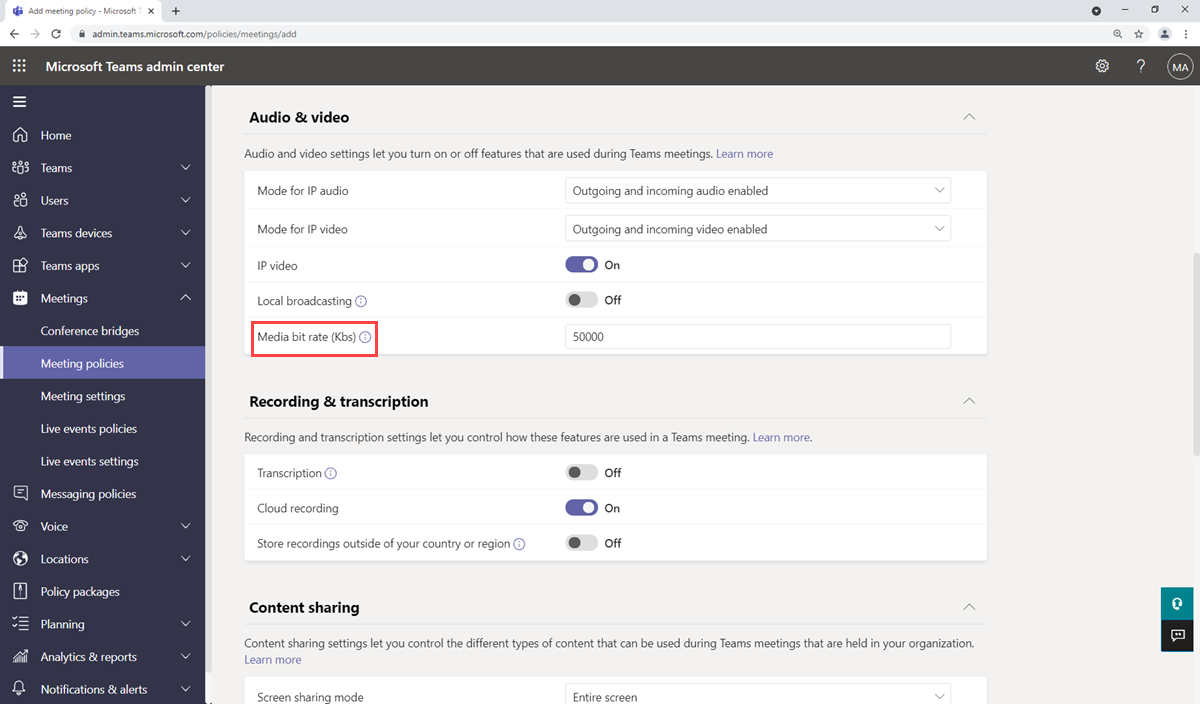 Add meeting policy - Microsoft T
admin.teams.microsoft.com/policies/meetings/add
Microsoft Teams admin center
?
MA
Home
Teams
Users
Teams devices
Teams apps
Meetings
Conference bridges
Meeting policies
Meeting settings
Live events policies
Live events settings
Messaging policies
Voice
Locations
Policy packages
Planning
Analytics & reports
Notifications & alerts
Audio & video
Audio and video settings let you turn on or off features that are used during Teams meetings. Learn more
Mode for IP audio
Outgoing and incoming audio enabled
Mode for IP video
Outgoing and incoming video enabled
IP video
On
Local broadcasting
Off
Media bit rate (Kbs)
50000
Recording & transcription
Recording and transcription settings let you control how these features are used in a Teams meeting. Learn more.
Transcription
Off
Cloud recording
On
Store recordings outside of your country or region
Off
Content sharing
Content sharing settings let you control the different types of content that can be used during Teams meetings that are held in your organization.
Learn more
Screen sharing mode
Entire screen